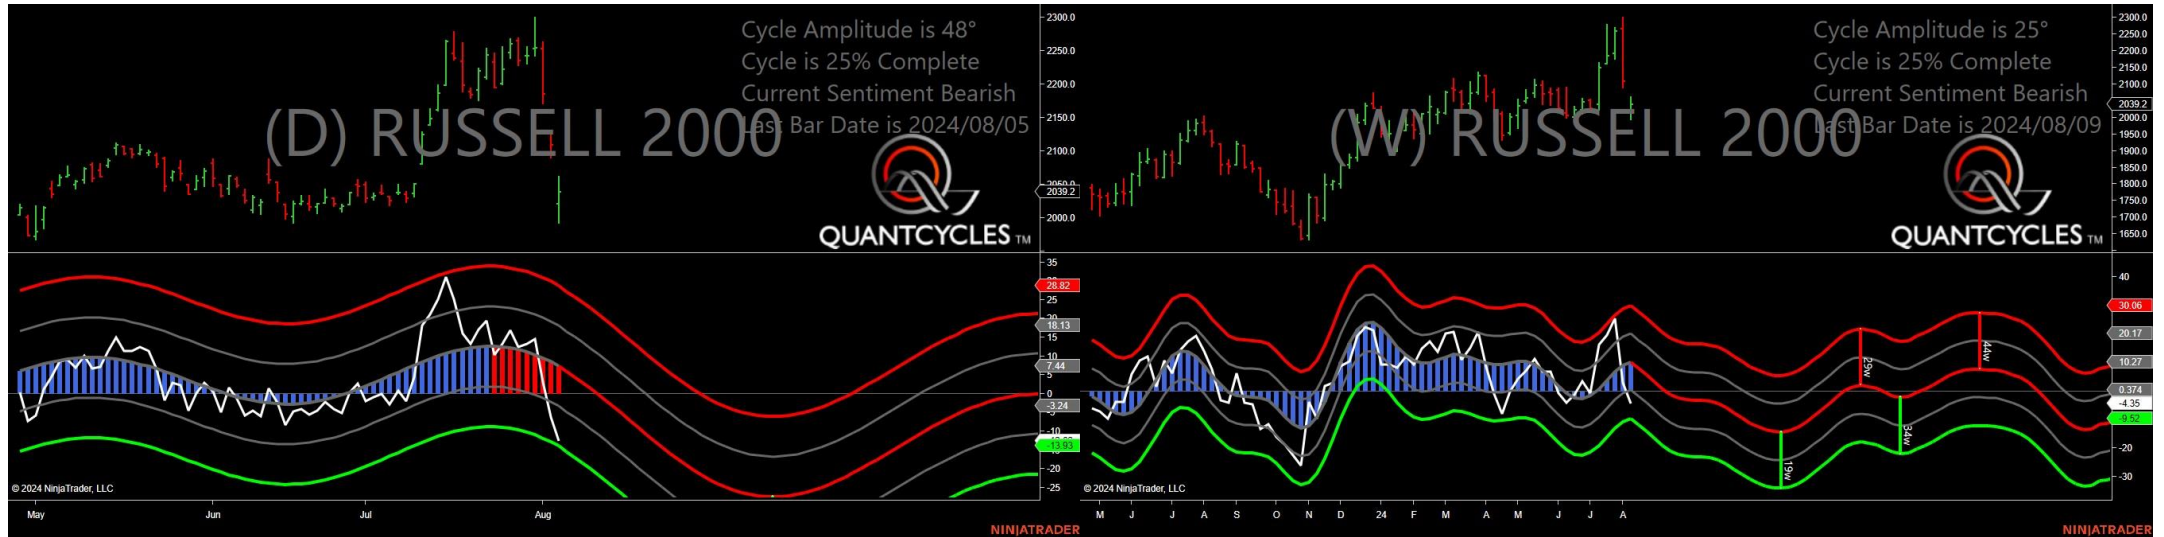 Cycle Amplitude is 48°
Cycle is 25% Complete
Current Sentiment Bearish
Last Bar Date is 2024/08/05
(D) RUSSELL 2000
QUANTCYCLES TM
2300.0
2250.0
2200.0
2150.0
2100.0
2050.0
2039.2
2000.0
35
28.82
25
20
18.13
15
10
7.44
5
0
-3.24
-10
-13.93
-20
-25
© 2024 NinjaTrader, LLC
May Jun Jul Aug
NINJATRADER
Cycle Amplitude is 25°
Cycle is 25% Complete
Current Sentiment Bearish
Last Bar Date is 2024/08/09
(W) RUSSELL 2000
QUANTCYCLES TM
2300.0
2250.0
2200.0
2150.0
2100.0
2039.2
2000.0
1950.0
1900.0
1850.0
1800.0
1750.0
1700.0
1650.0
40
30.06
20.17
10.27
0.374
-4.35
-9.52
-20
-30
29w
44w
34w
19w
© 2024 NinjaTrader, LLC
M J J A S O N D 24 F M A M J J A
NINJATRADER